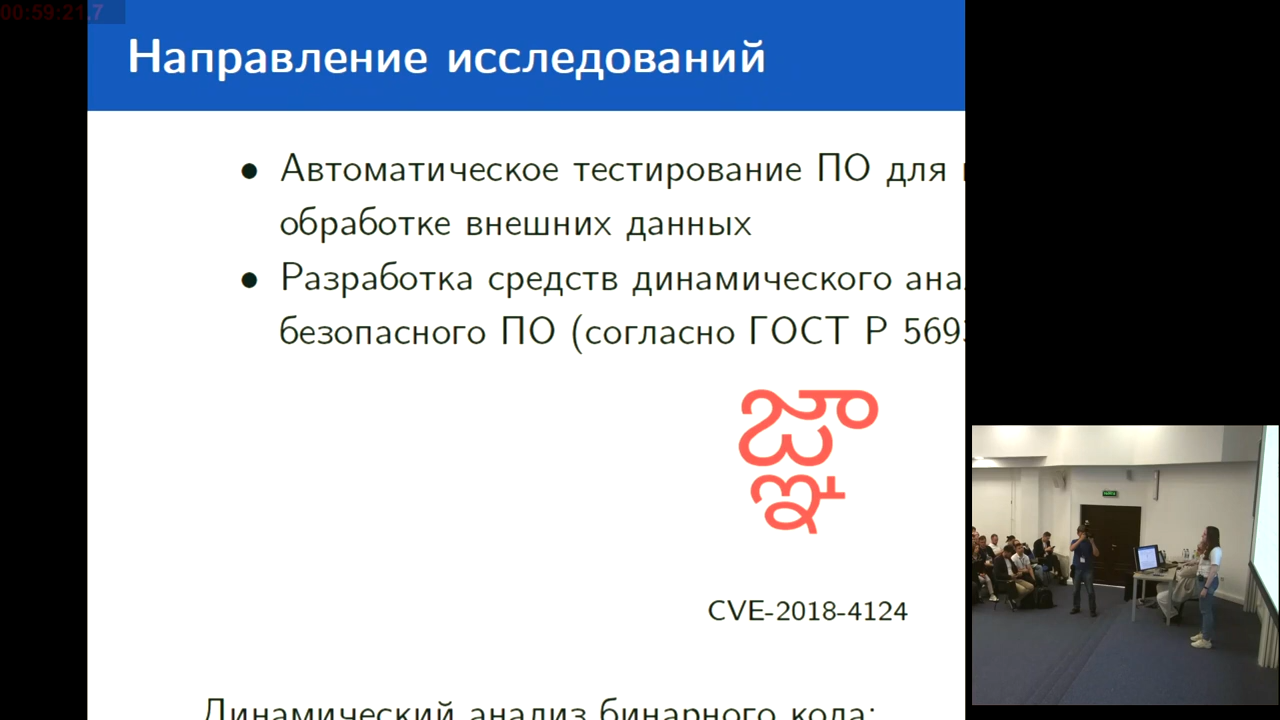 00:59:21.7
Направление исследований
• Автоматическое тестирование ПО для
обработке внешних данных
• Разработка средств динамического ана
безопасного ПО (согласно ГОСТ Р 569
జ్ఞా
CVE-2018-4124
Динамический анализ бинарного кода: